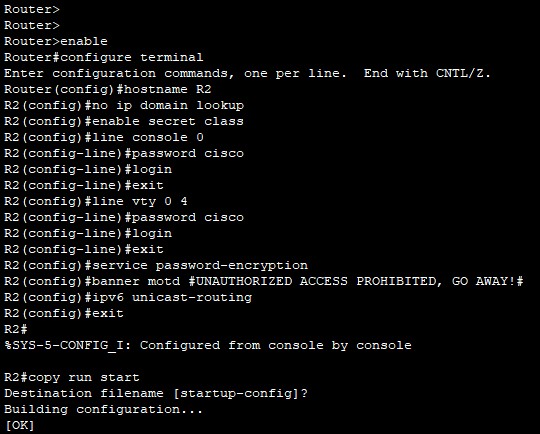 Router>
Router>
Router>enable
Router#configure terminal
Enter configuration commands, one per line.  End with CNTL/Z.
Router(config)#hostname R2
R2(config)#no ip domain lookup
R2(config)#enable secret class
R2(config)#line console 0
R2(config-line)#password cisco
R2(config-line)#login
R2(config-line)#exit
R2(config)#line vty 0 4
R2(config-line)#password cisco
R2(config-line)#login
R2(config-line)#exit
R2(config)#service password-encryption
R2(config)#banner motd #UNAUTHORIZED ACCESS PROHIBITED, GO AWAY!#
R2(config)#ipv6 unicast-routing
R2(config)#exit
R2#
%SYS-5-CONFIG_I: Configured from console by console
R2#copy run start
Destination filename [startup-config]?
Building configuration...
[OK]